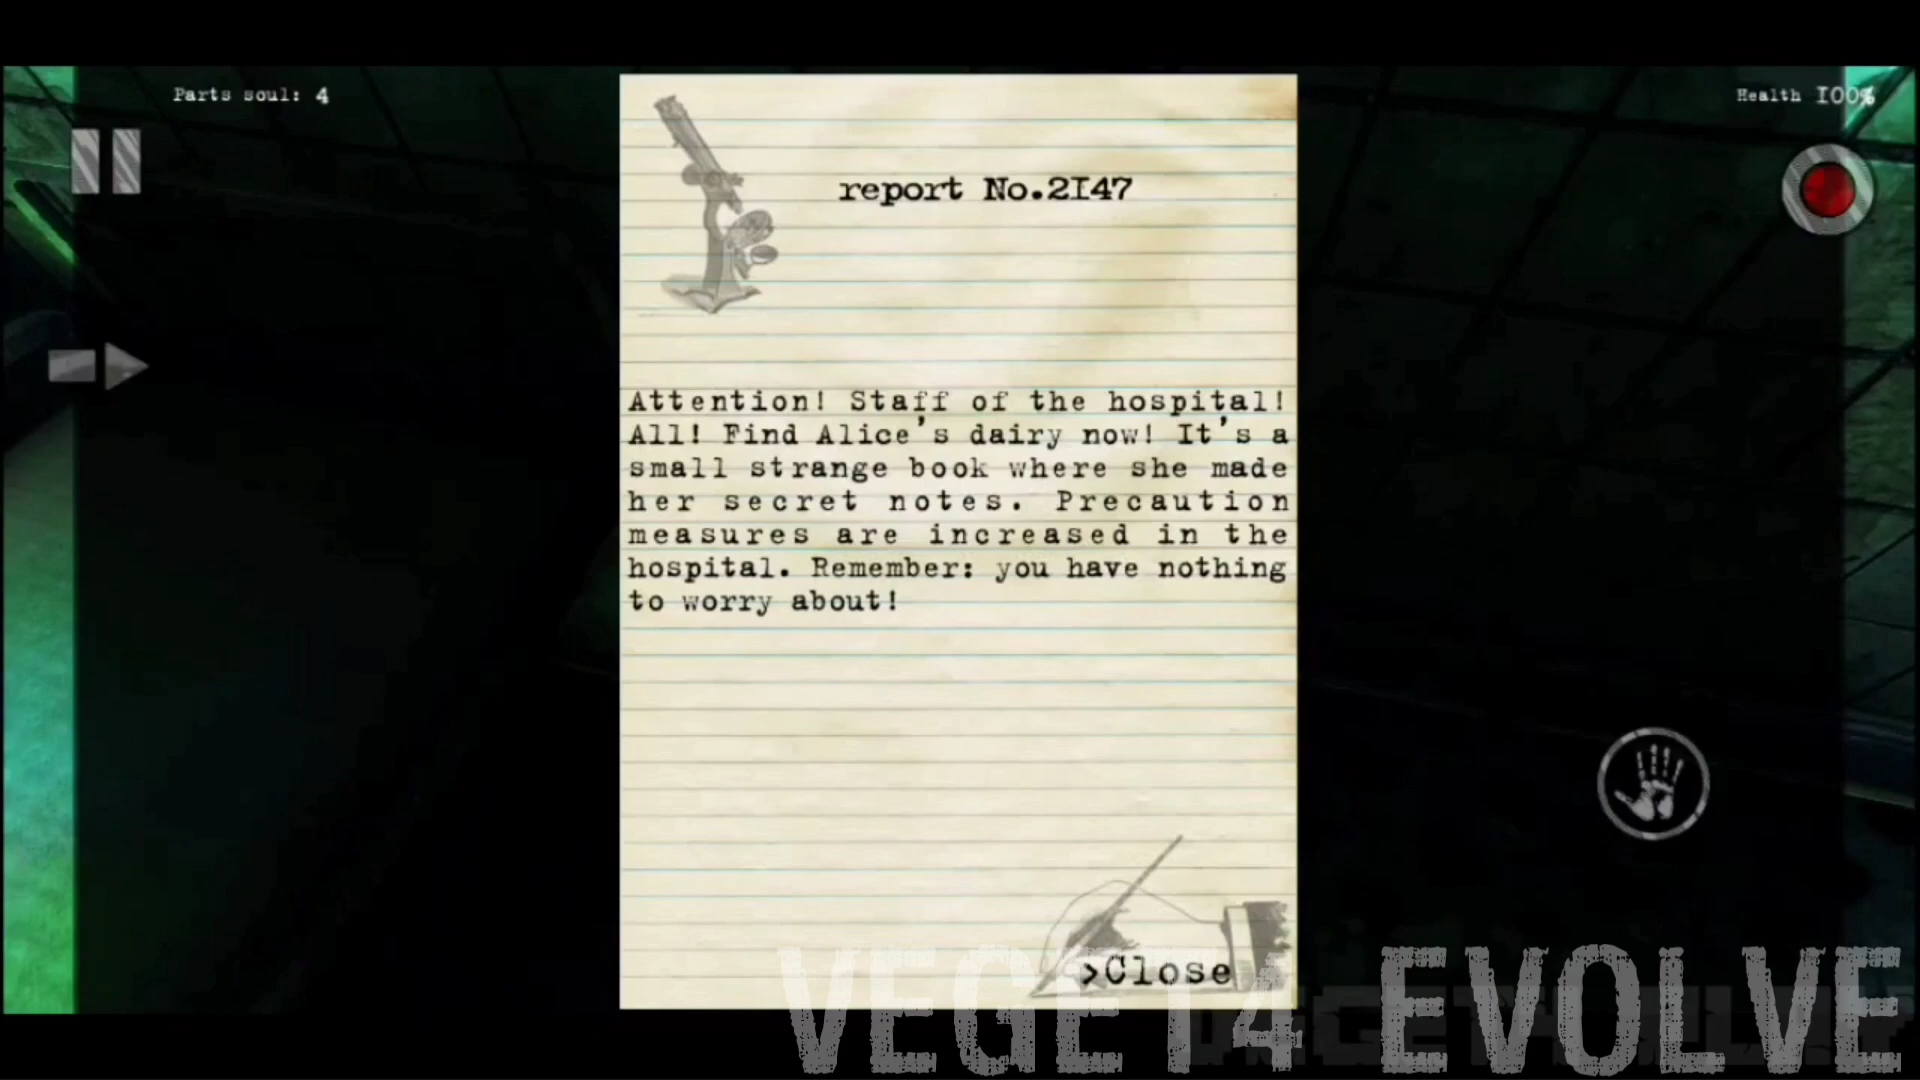 Parts soul: 4
Health 100%
report No.2147
Attention! Staff of the hospital!
All! Find Alice's dairy now! It's a
small strange book where she made
her secret notes. Precaution
measures are increased in the
hospital. Remember: you have nothing
to worry about!
>Close
VEGET4 EVOLVE